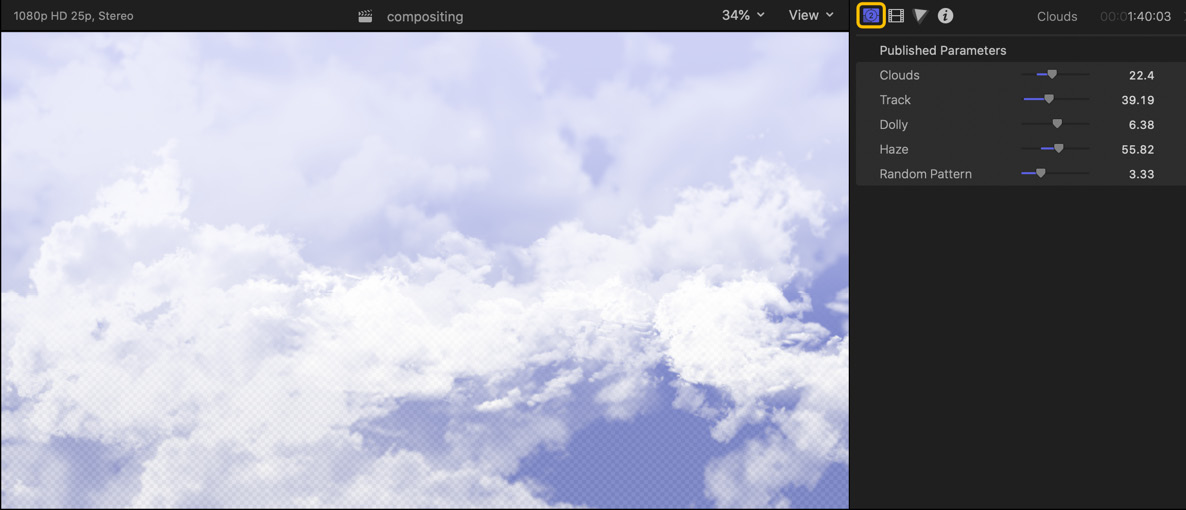 1080p HD 25p, Stereo
compositing
34%
View
Clouds
00:01:40:03
Published Parameters
Clouds 22.4
Track 39.19
Dolly 6.38
Haze 55.82
Random Pattern 3.33